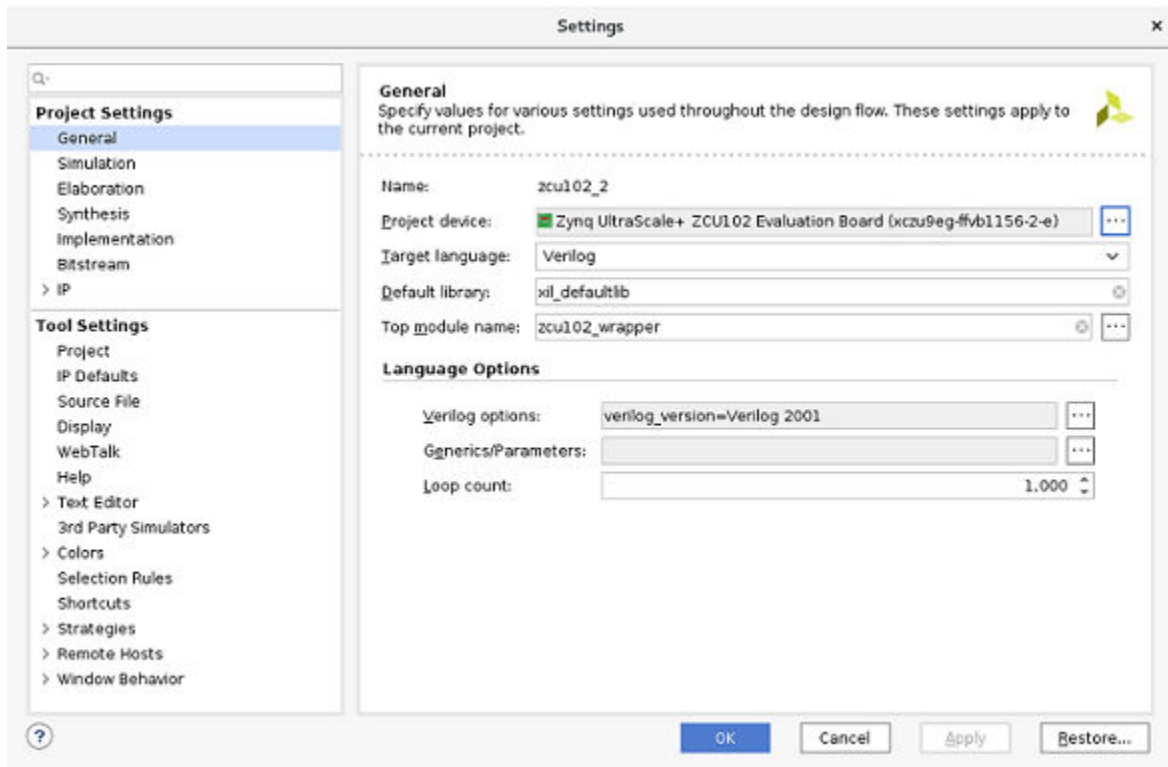 Settings
Project Settings
General
Simulation
Elaboration
Synthesis
Implementation
Bitstream
> IP
Tool Settings
Project
IP Defaults
Source File
Display
WebTalk
Help
> Text Editor
3rd Party Simulators
> Colors
Selection Rules
Shortcuts
> Strategies
> Remote Hosts
> Window Behavior
General
Specify values for various settings used throughout the design flow. These settings apply to
the current project.
Name: zcu102_2
Project device: Zynq UltraScale+ ZCU102 Evaluation Board (xczu9eg-ffvb1156-2-e) ...
Target language: Verilog
Default library: xil_defaultlib
Top module name: zcu102_wrapper ...
Language Options
Verilog options: verilog_version=Verilog 2001 ...
Generics/Parameters: ...
Loop count: 1.000
? OK Cancel Apply Restore...